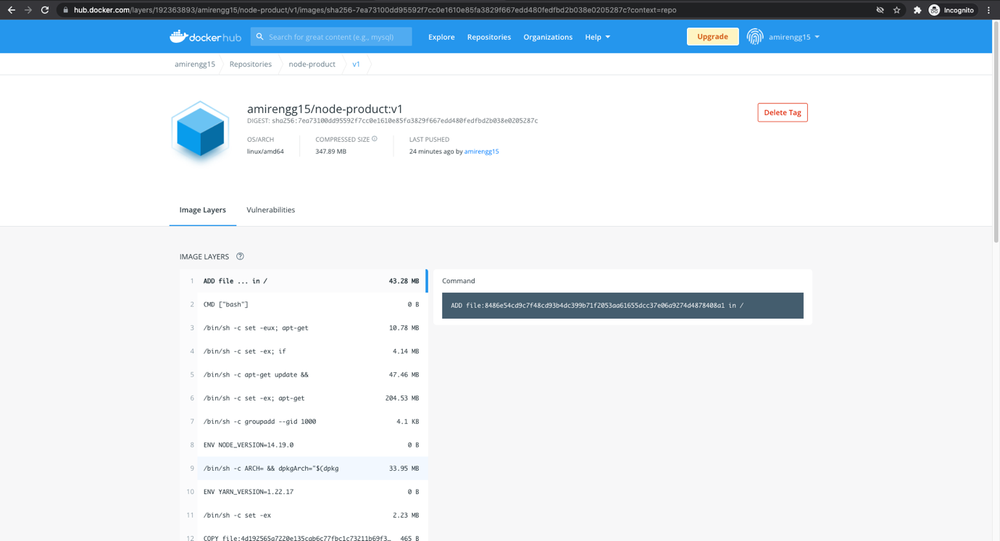 hub.docker.com/layers/192363893/amirengg15/node-product/v1/images/sha256-7ea73100dd95592f7cc0e1610e85fa3829f667edd480fedfbd2b038e0205287c?context=repo
Incognito
dockerhub
Search for great content (e.g., mysql)
Explore
Repositories
Organizations
Help
Upgrade
amirengg15
amirengg15
Repositories
node-product
v1
amirengg15/node-product:v1
Delete Tag
DIGEST: sha256:7ea73100dd95592f7cc0e1610e85fa3829f667edd480fedfbd2b038e0205287c
OS/ARCH
COMPRESSED SIZE
LAST PUSHED
linux/amd64
347.89 MB
24 minutes ago by amirengg15
Image Layers
Vulnerabilities
IMAGE LAYERS
1 ADD file ... in / 43.28 MB
Command
2 CMD ["bash"] 0 B
ADD file:8486e54cd9c7f48cd93b4dc399b71f2053aa61655dcc37e06a9274d4878408a1 in /
3 /bin/sh -c set -eux; apt-get 10.78 MB
4 /bin/sh -c set -ex; if 4.14 MB
5 /bin/sh -c apt-get update && 47.46 MB
6 /bin/sh -c set -ex; apt-get 204.53 MB
7 /bin/sh -c groupadd --gid 1000 4.1 KB
8 ENV NODE_VERSION=14.19.0 0 B
9 /bin/sh -c ARCH= && dpkgArch="$(dpkg 33.95 MB
10 ENV YARN_VERSION=1.22.17 0 B
11 /bin/sh -c set -ex 2.23 MB
12 COPY file:4d192565a7220e135cab6c77fbc1c73211b69f3... 465 B